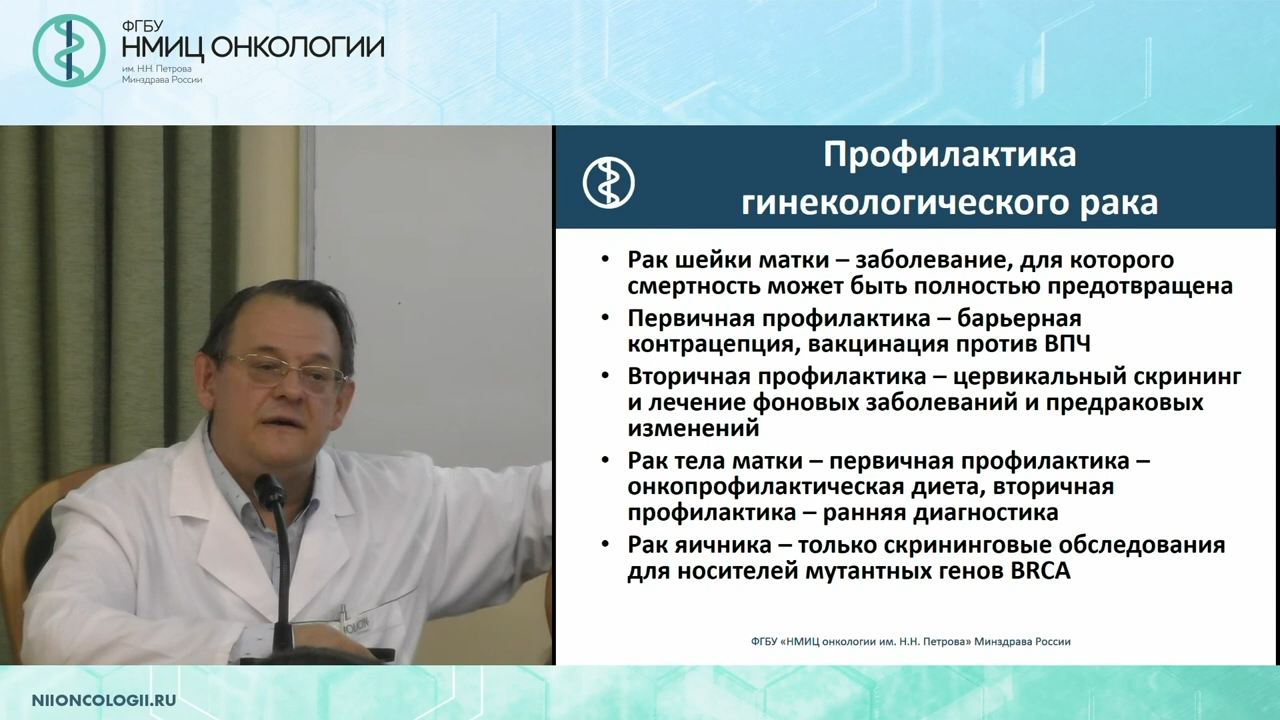 ФГБУ
НМИЦ ОНКОЛОГИИ
им. Н.Н. Петрова
Минздрава России
Профилактика
гинекологического рака
• Рак шейки матки – заболевание, для которого
смертность может быть полностью предотвращена
• Первичная профилактика – барьерная
контрацепция, вакцинация против ВПЧ
• Вторичная профилактика – цервикальный скрининг
и лечение фоновых заболеваний и предраковых
изменений
• Рак тела матки – первичная профилактика –
онкопрофилактическая диета, вторичная
профилактика – ранняя диагностика
• Рак яичника – только скрининговые обследования
для носителей мутантных генов BRCA
ФГБУ «НМИЦ онкологии им. Н.Н. Петрова» Минздрава России
NIIONCOLOGII.RU